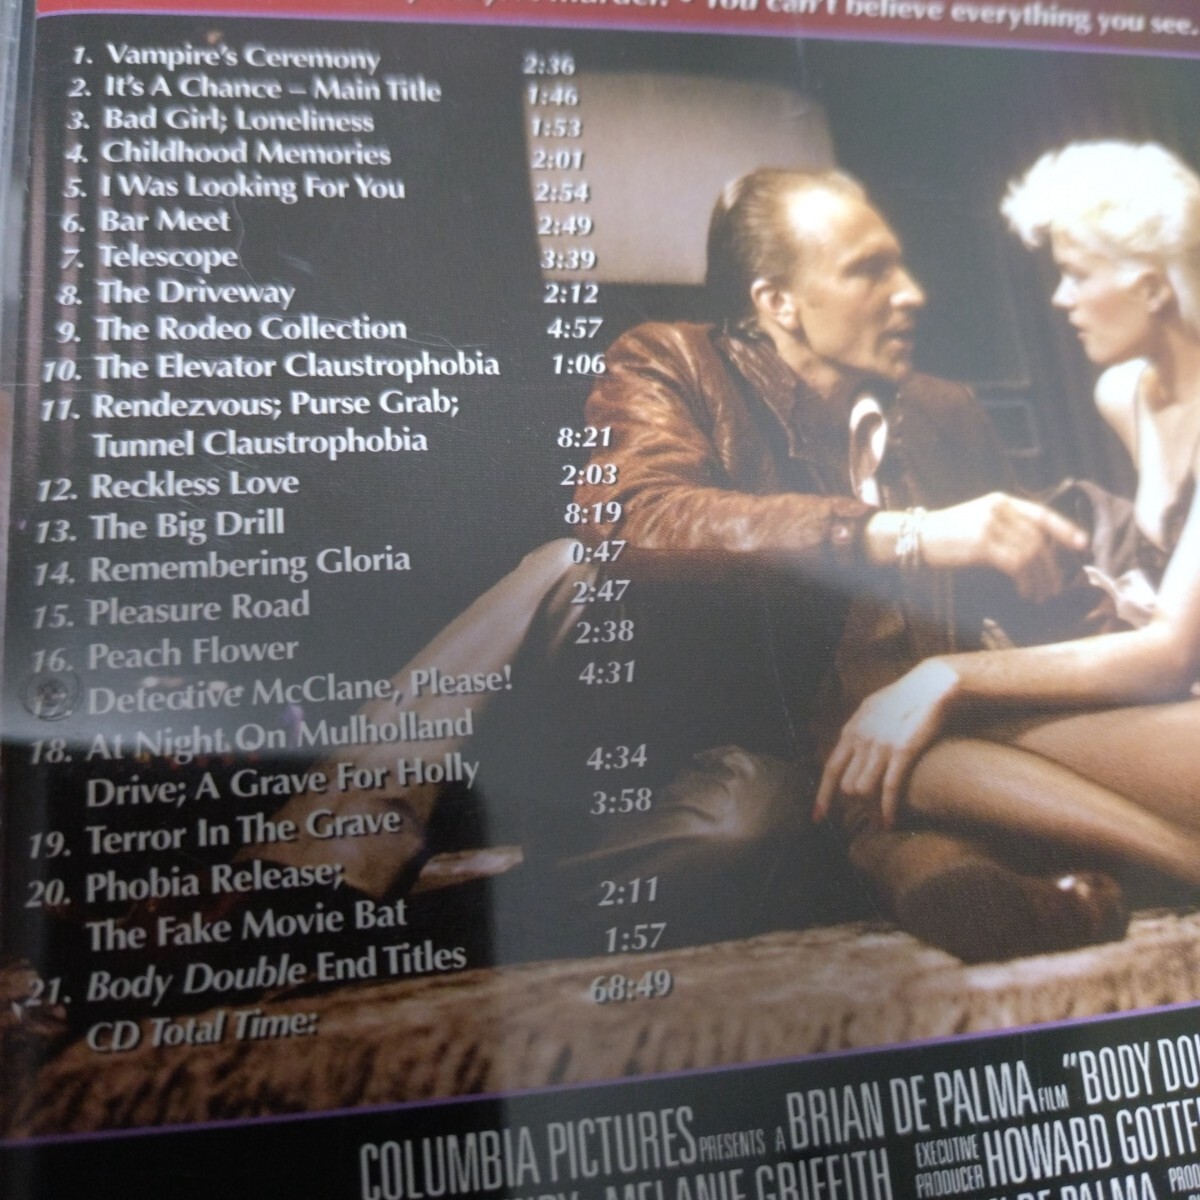 You can't believe everything you see.
1. Vampire's Ceremony 2:36
2. It's A Chance – Main Title 1:46
3. Bad Girl; Loneliness 1:53
4. Childhood Memories 2:01
5. I Was Looking For You 2:54
6. Bar Meet 2:49
7. Telescope 3:39
8. The Driveway 2:12
9. The Rodeo Collection 4:57
10. The Elevator Claustrophobia 1:06
11. Rendezvous; Purse Grab;
Tunnel Claustrophobia 8:21
12. Reckless Love 2:03
13. The Big Drill 8:19
14. Remembering Gloria 0:47
15. Pleasure Road 2:47
16. Peach Flower 2:38
17. Detective McClane, Please! 4:31
18. At Night On Mulholland
Drive; A Grave For Holly 4:34
19. Terror In The Grave 3:58
20. Phobia Release;
The Fake Movie Bat 2:11
21. Body Double End Titles 1:57
CD Total Time: 68:49
COLUMBIA PICTURES PRESENTS A BRIAN DE PALMA FILM "BODY DOU
MELANIE GRIFFITH EXECUTIVE PRODUCER HOWARD GOTTF
DE PALMA